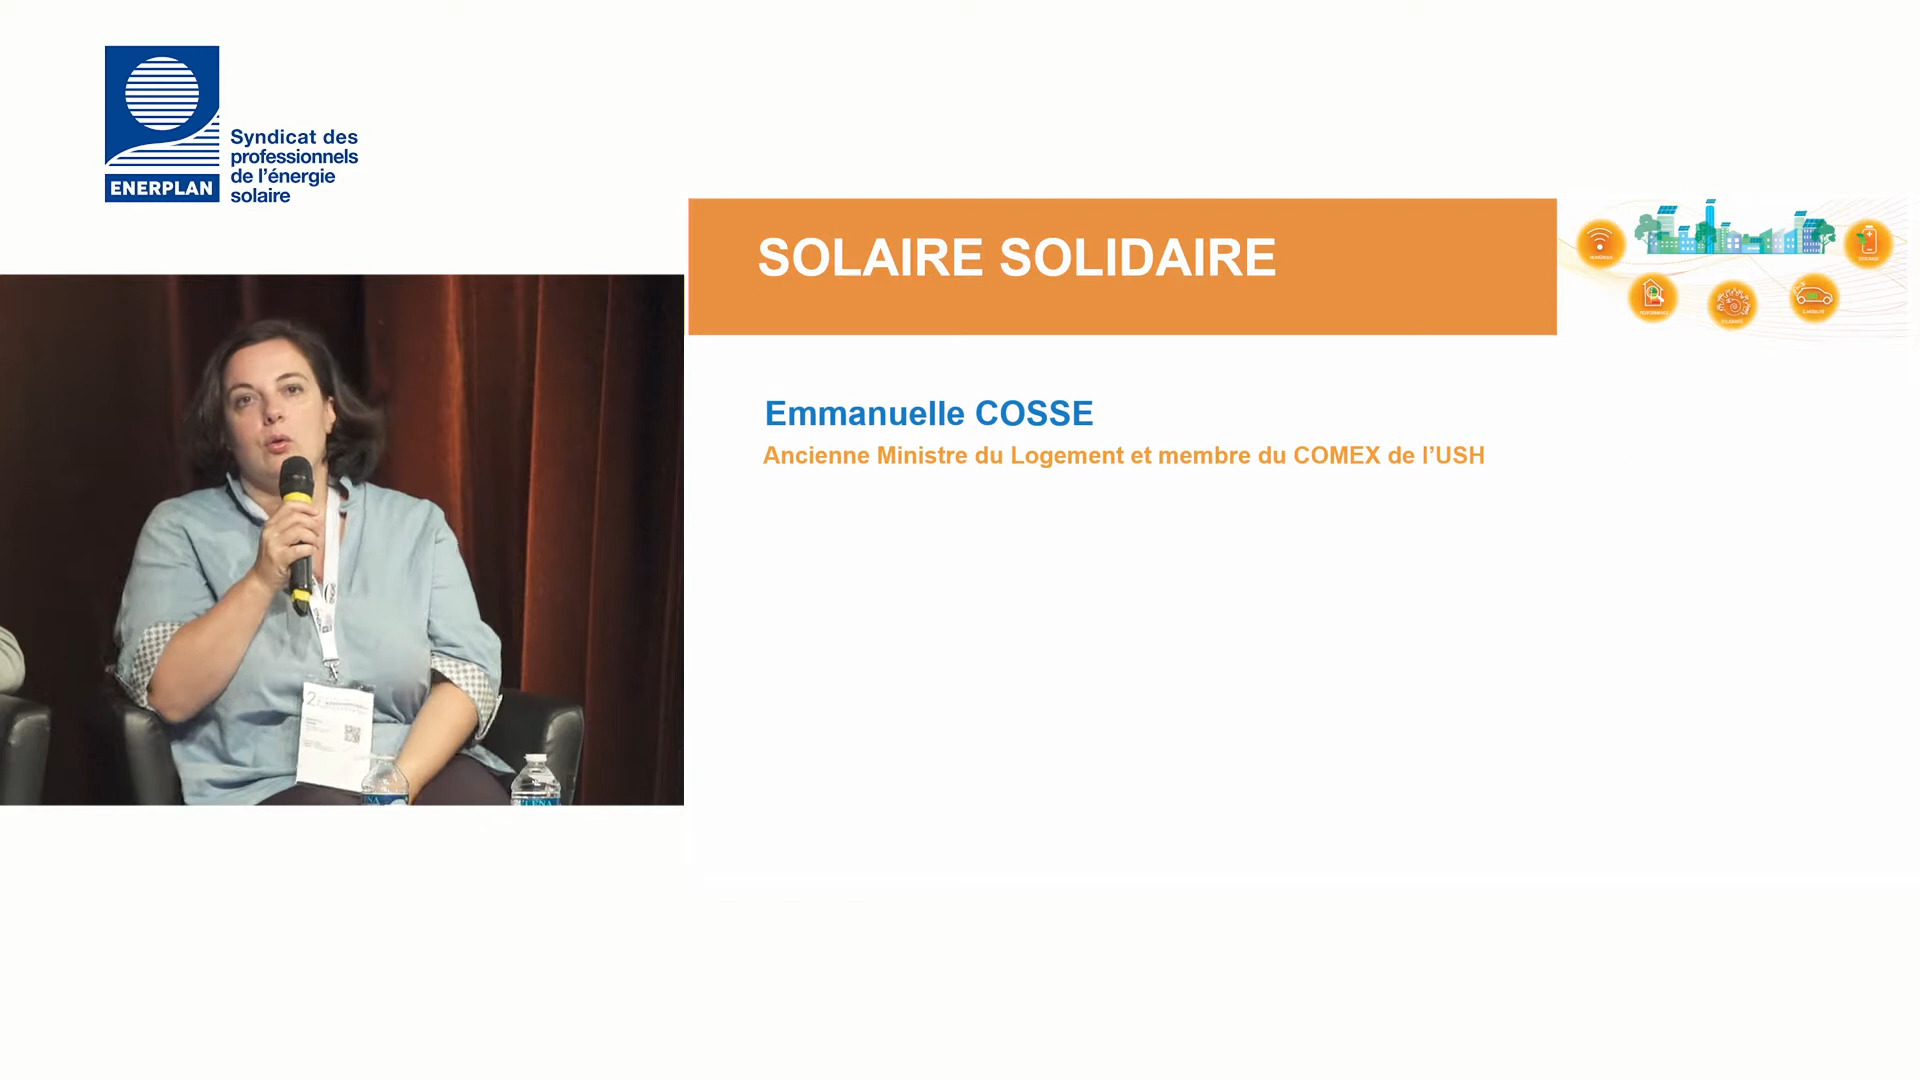 Syndicat des
professionnels
de l’énergie
solaire
ENERPLAN
SOLAIRE SOLIDAIRE
Emmanuelle COSSE
Ancienne Ministre du Logement et membre du COMEX de l’USH